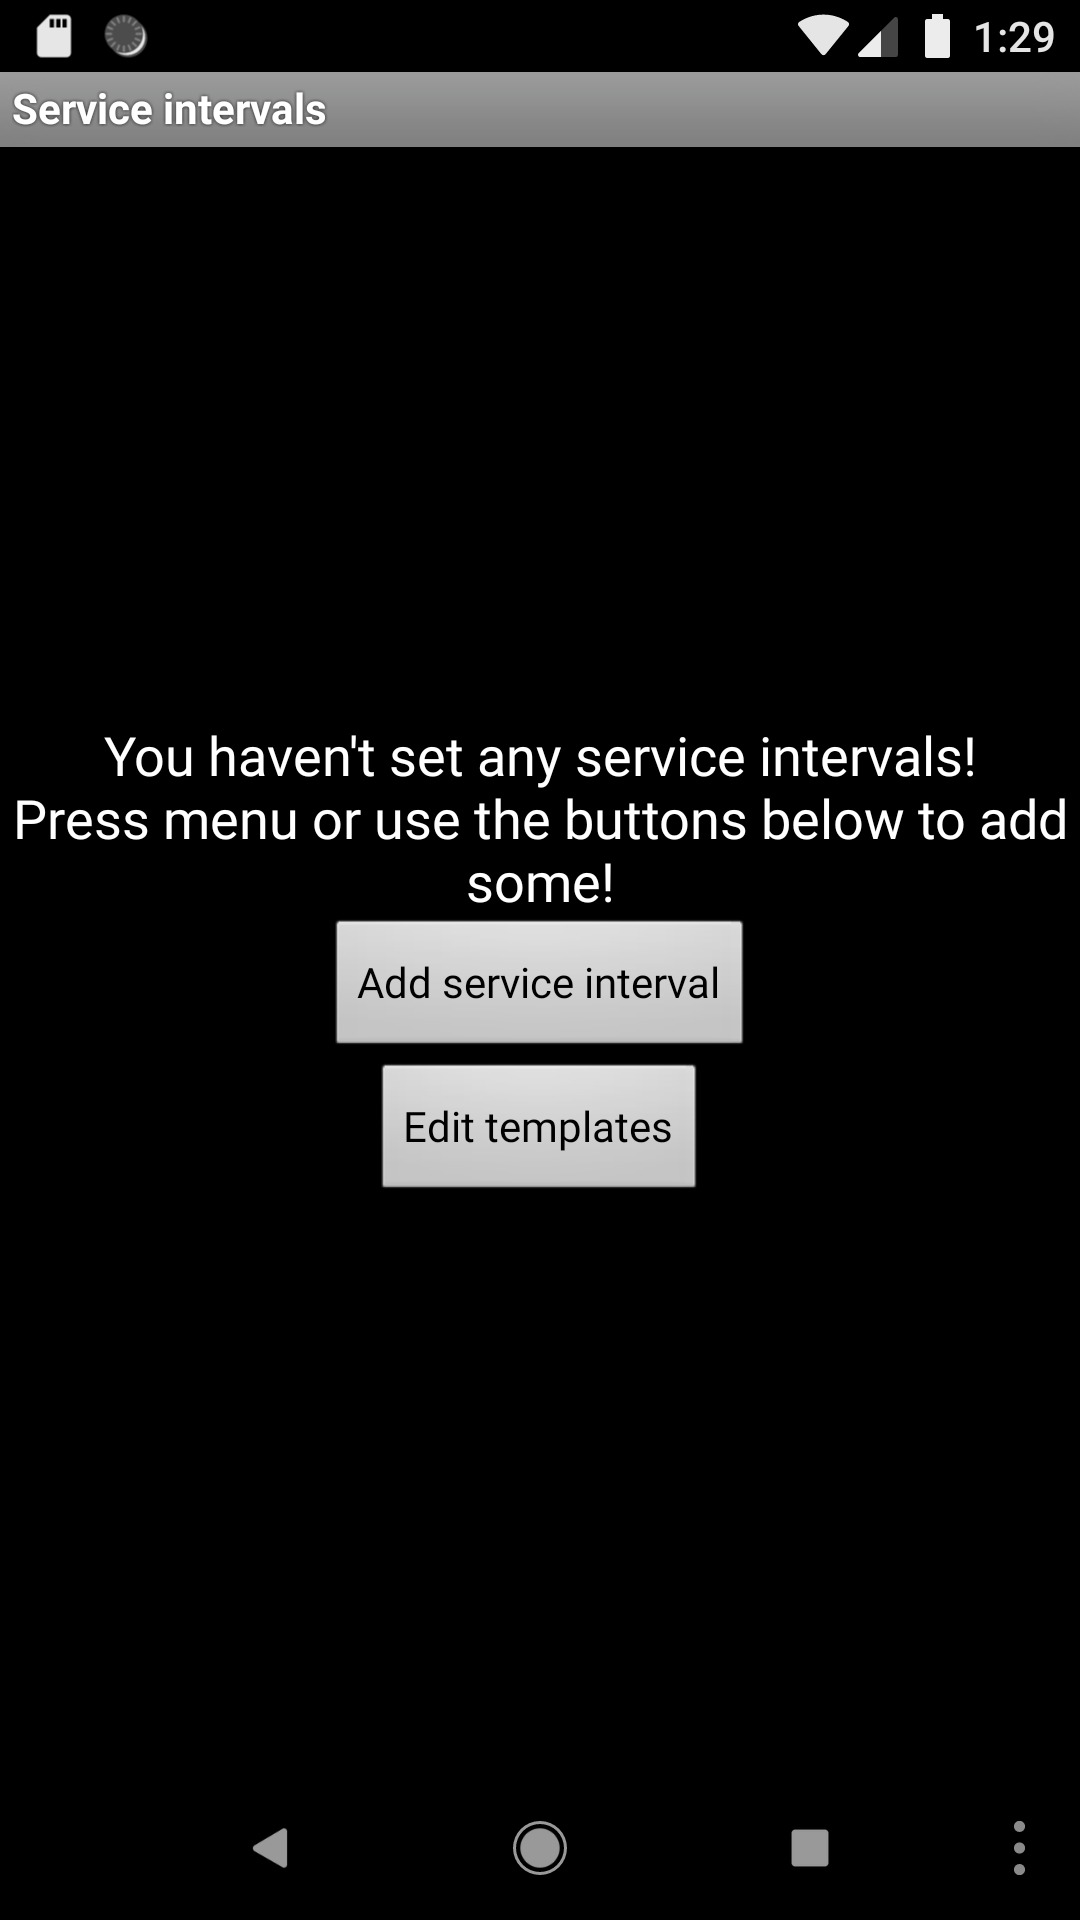 1:29
Service intervals
You haven't set any service intervals!
Press menu or use the buttons below to add
some!
Add service interval
Edit templates